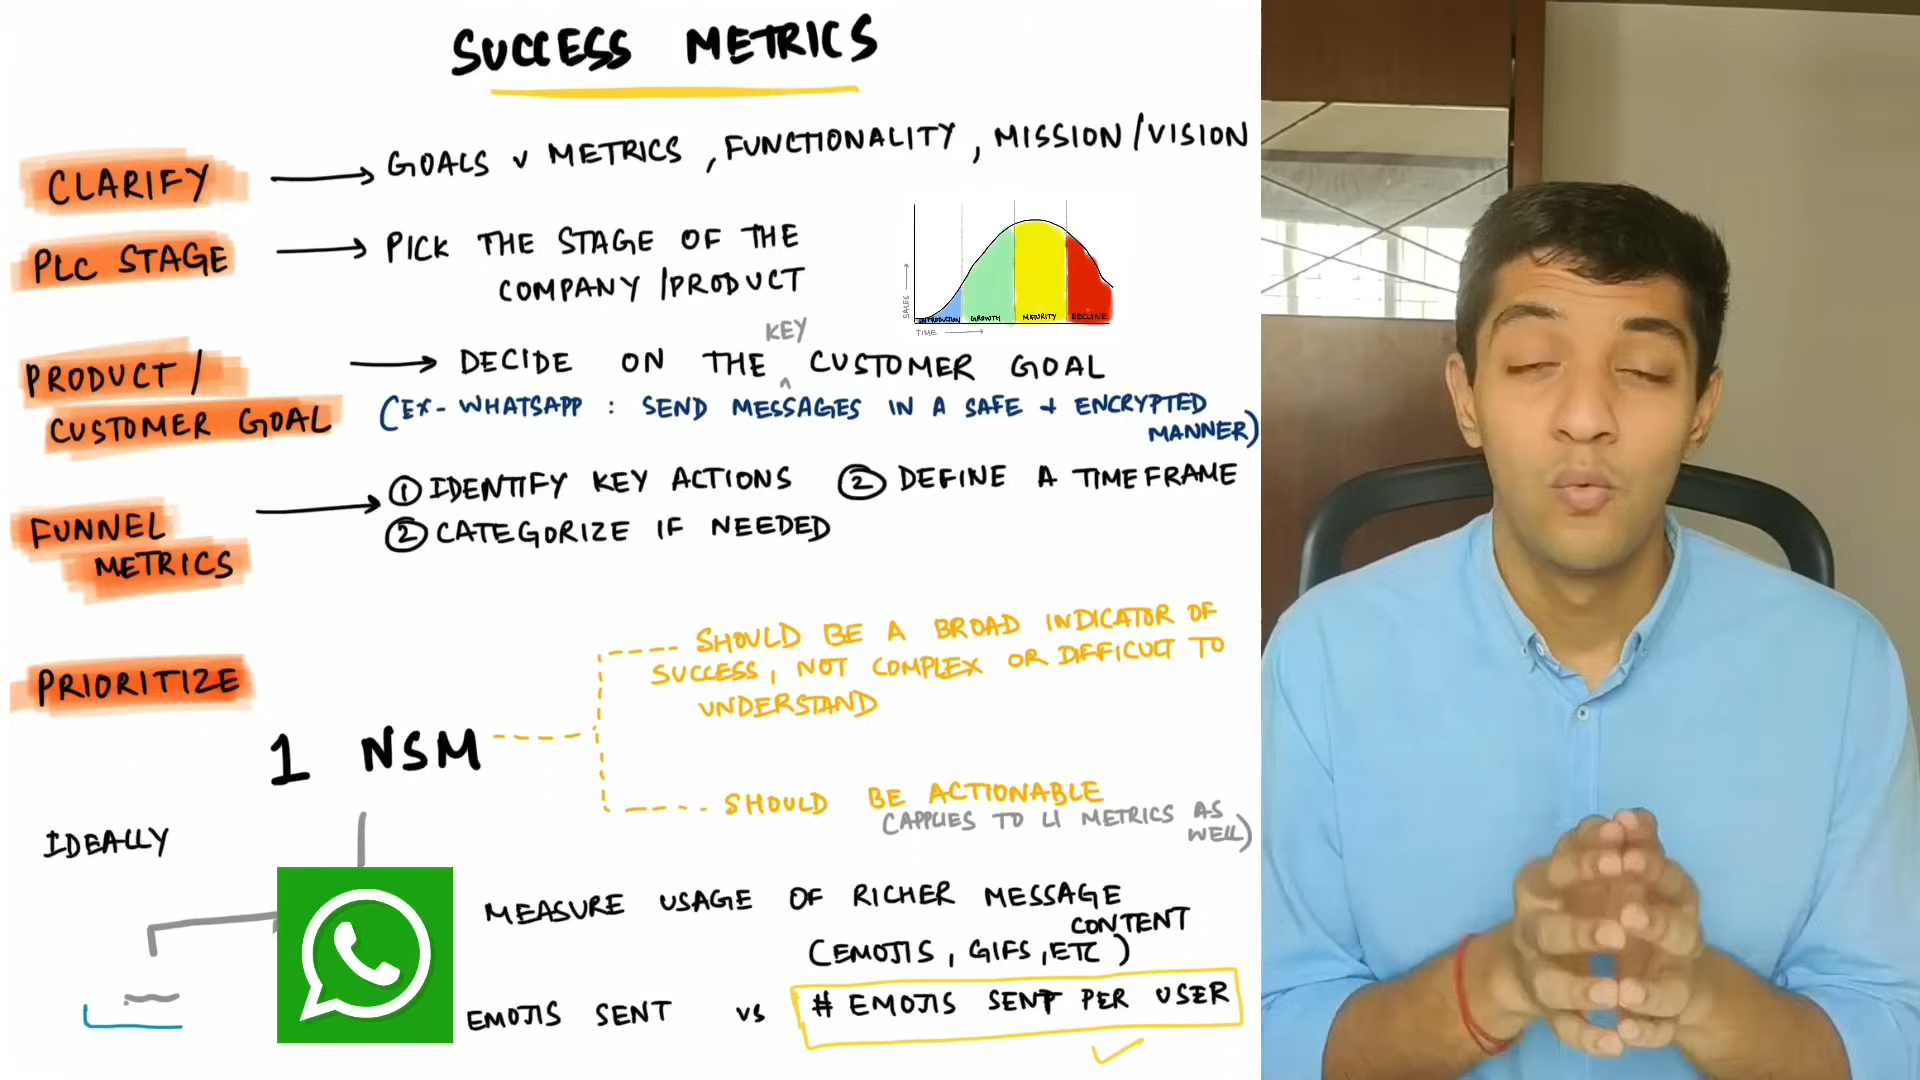 SUCCESS METRICS
CLARIFY
GOALS v METRICS, FUNCTIONALITY, MISSION/VISION
PLC STAGE
PICK THE STAGE OF THE
COMPANY/PRODUCT
SALES
INTRODUCTION GROWTH MATURITY DECLINE
TIME
PRODUCT/
CUSTOMER GOAL
KEY
DECIDE ON THE ^ CUSTOMER GOAL
(EX- WHATSAPP : SEND MESSAGES IN A SAFE + ENCRYPTED
MANNER)
FUNNEL
METRICS
① IDENTIFY KEY ACTIONS ② DEFINE A TIMEFRAME
② CATEGORIZE IF NEEDED
PRIORITIZE
SHOULD BE A BROAD INDICATOR OF
SUCCESS, NOT COMPLEX OR DIFFICULT TO
UNDERSTAND
1 NSM
SHOULD BE ACTIONABLE
(APPLIES TO L1 METRICS AS
WELL)
IDEALLY
MEASURE USAGE OF RICHER MESSAGE
CONTENT
(EMOJIS, GIFS, ETC)
EMOJIS SENT vs # EMOJIS SENT PER USER